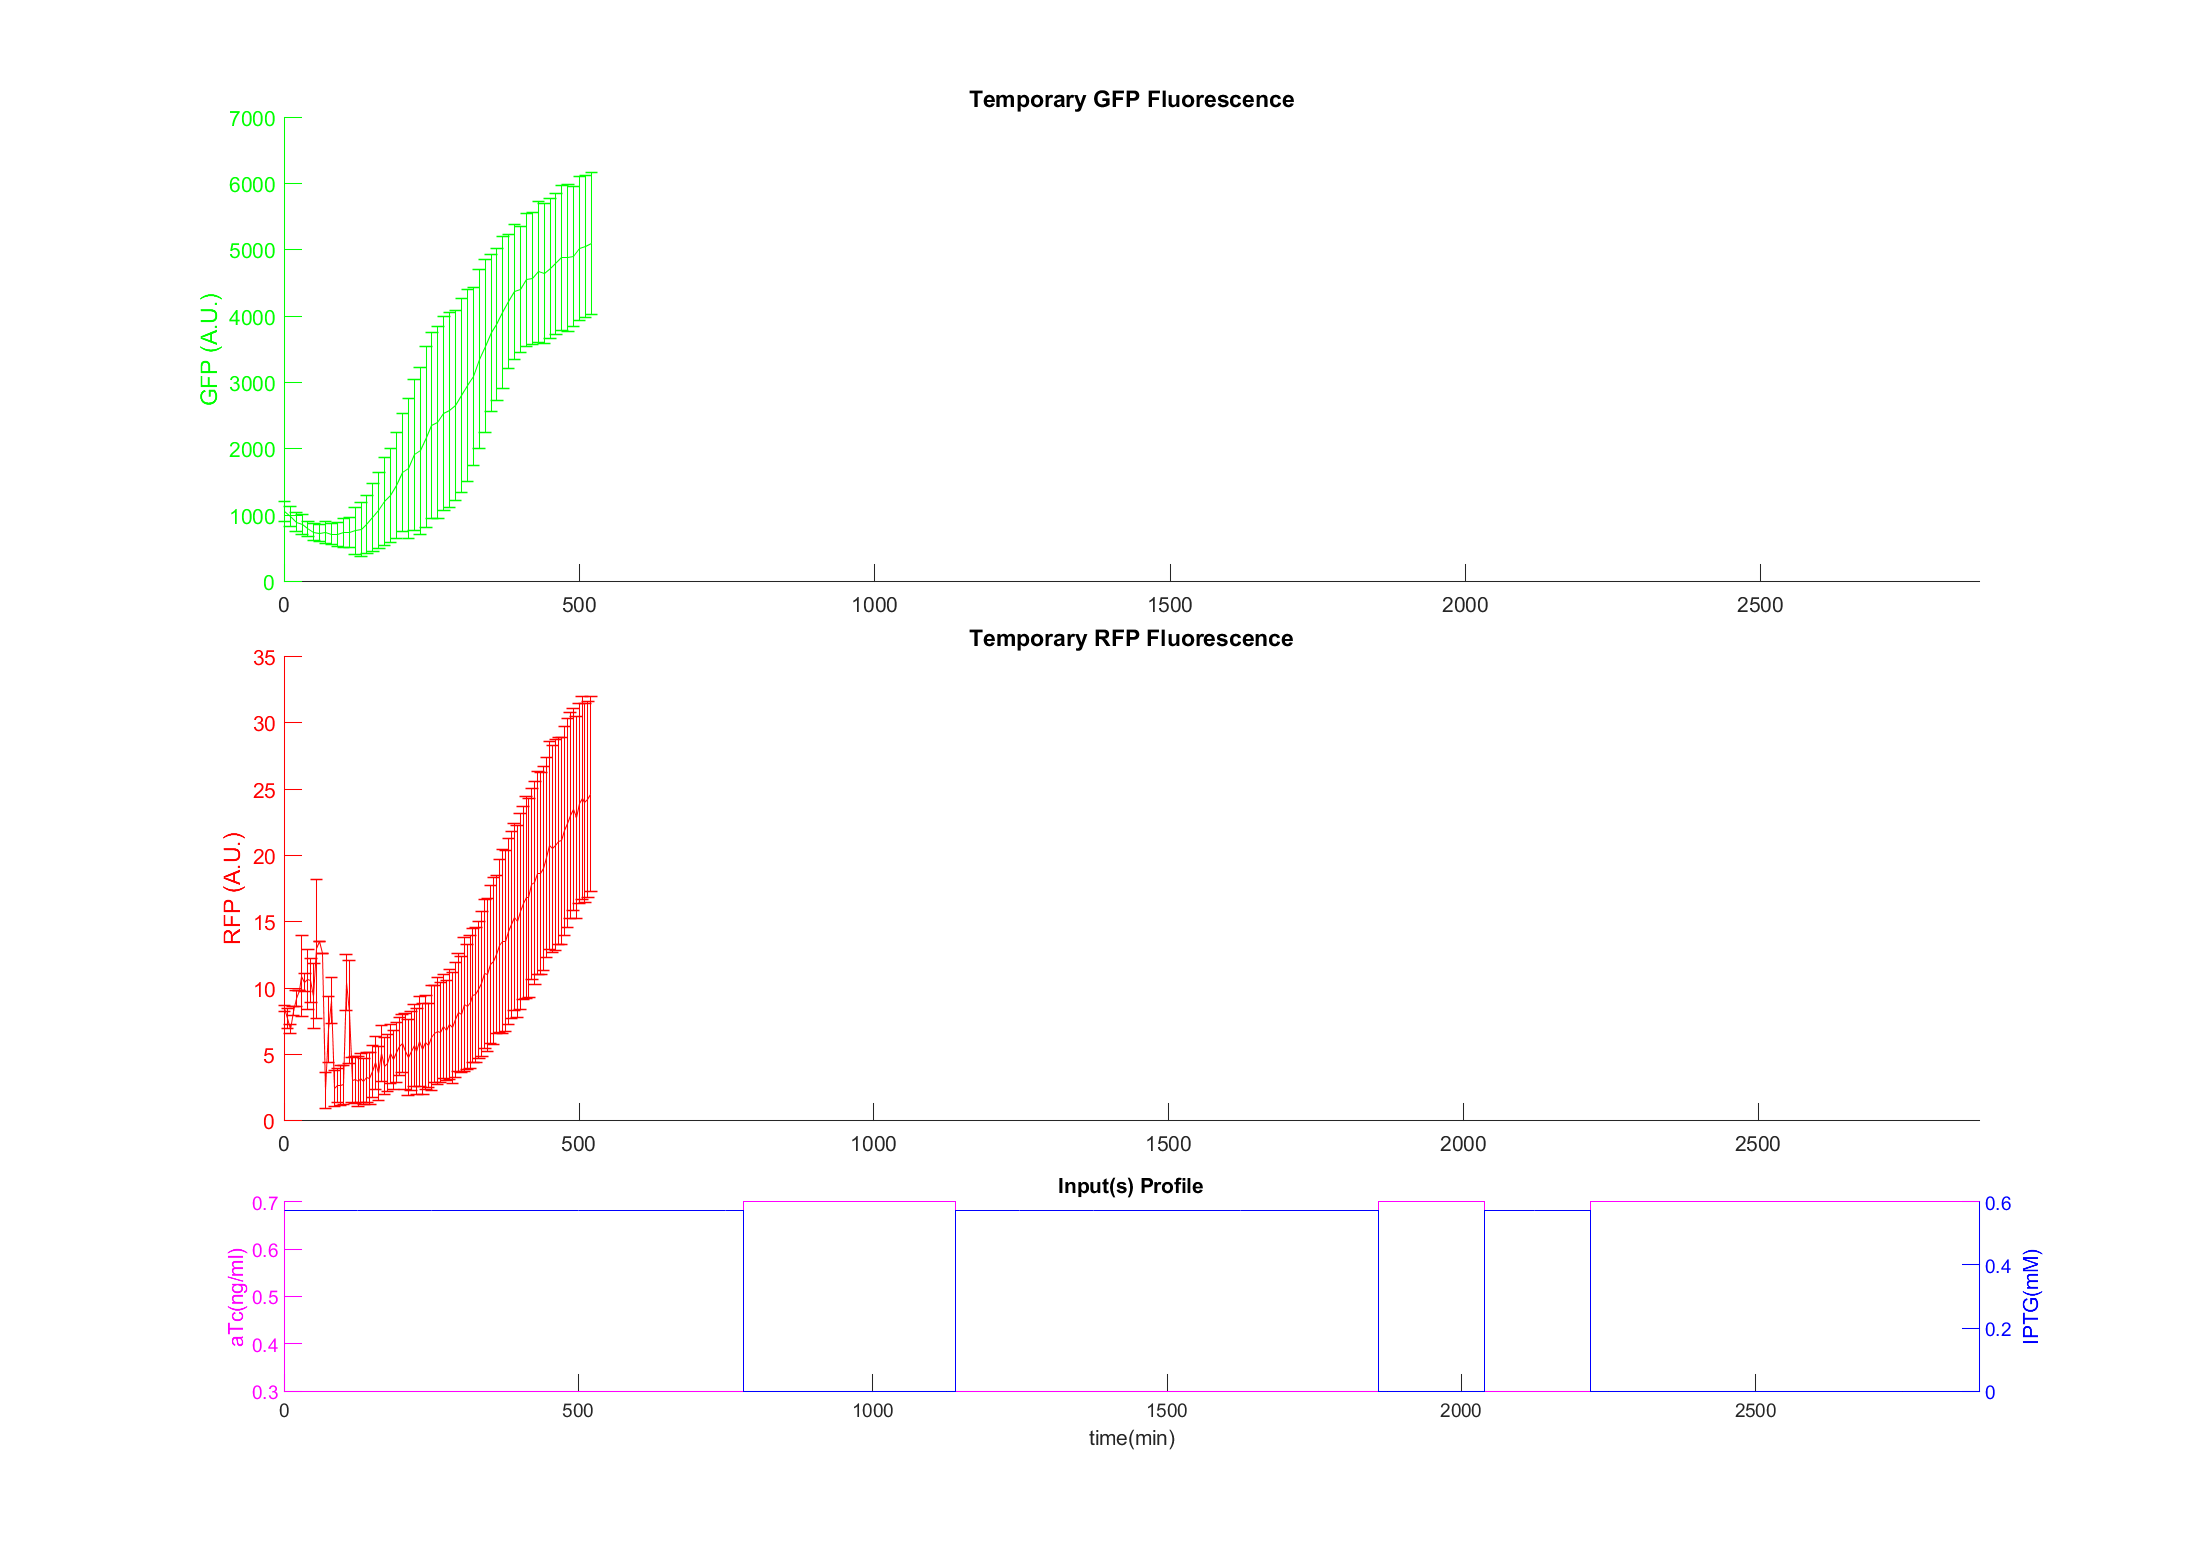 Temporary GFP Fluorescence
7000
6000
5000
4000
3000
2000
1000
0
GFP (A.U.)
0 500 1000 1500 2000 2500
Temporary RFP Fluorescence
35
30
25
20
15
10
5
0
RFP (A.U.)
0 500 1000 1500 2000 2500
Input(s) Profile
0.7 0.6
0.6
0.4
0.5
0.2
0.4
0.3 0
aTc(ng/ml)
IPTG(mM)
0 500 1000 1500 2000 2500
time(min)